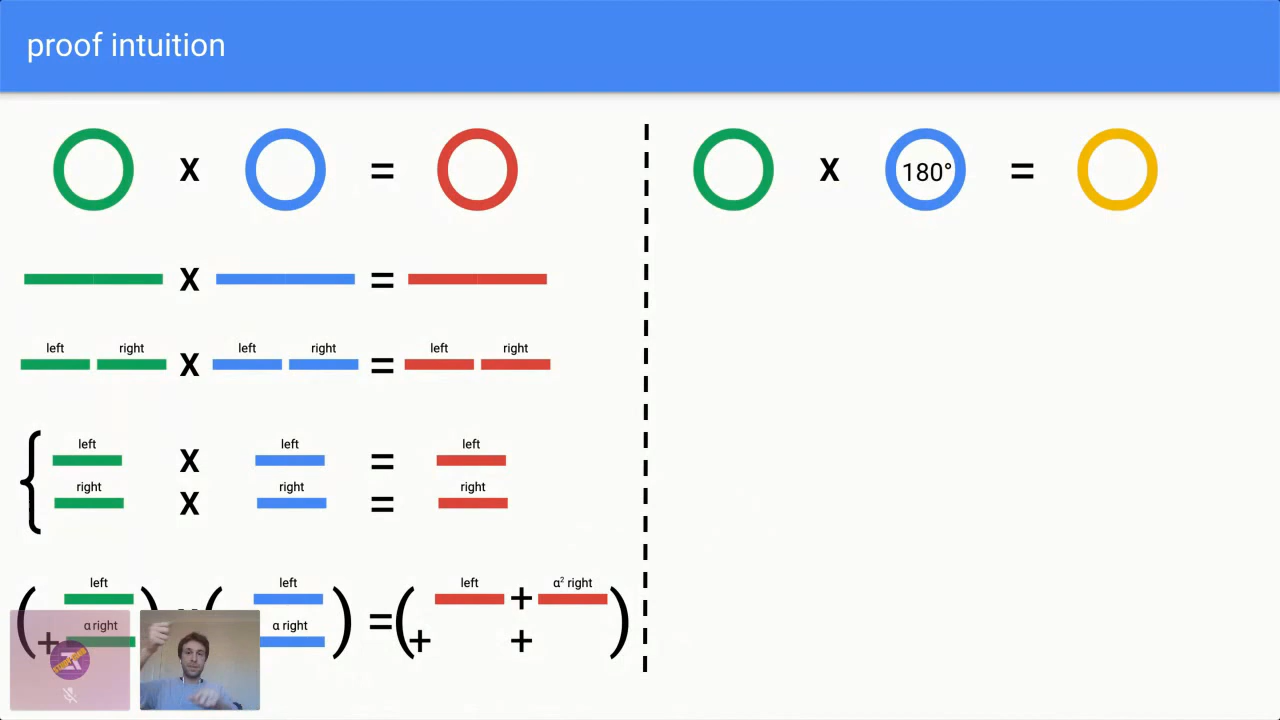 proof intuition
x = x 180° =
x =
left right left right left right
x =
left left left
x =
right right right
x =
left left left α² right
( ) ( ) = ( + )
+ α right α right + +